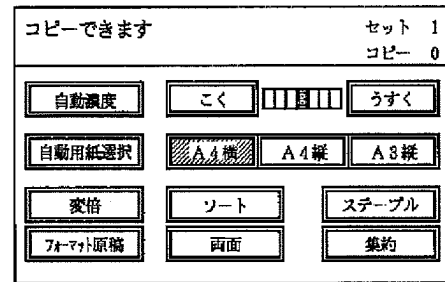 コピーできます セット 1
コピー 0
自動濃度 こく うすく
自動用紙選択 A4横 A4縦 A3縦
変倍 ソート ステープル
フォーマット原稿 両面 集約